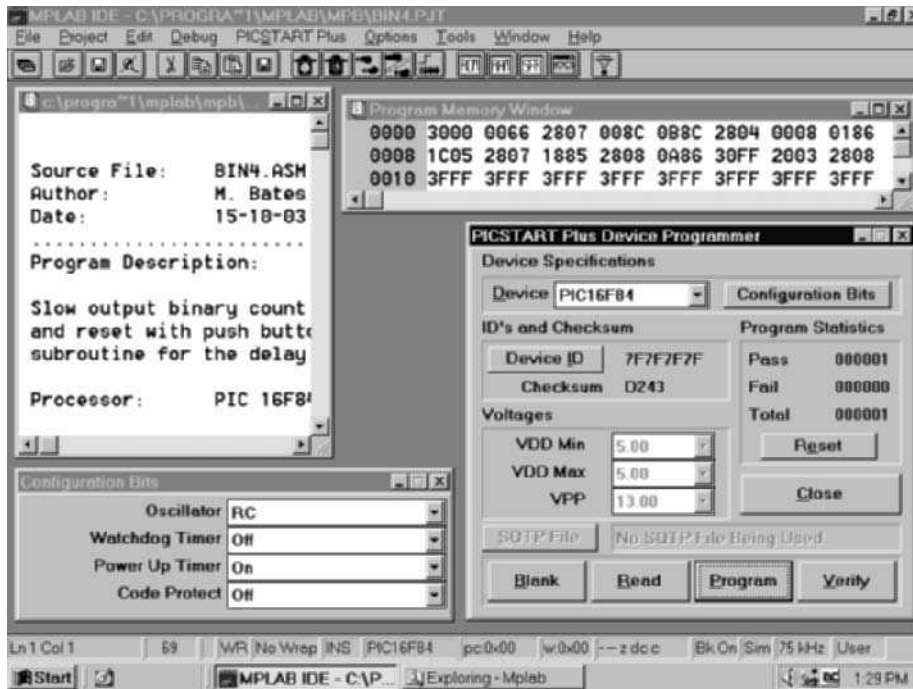 MPLAB IDE - C:\PROGRA~1\MPLAB\MPB\BIN4.PJT
File Project Edit Debug PICSTART Plus Options Tools Window Help
c:\progra~1\mplab\mpb\...
Source File: BIN4.ASM
Author: M. Bates
Date: 15-10-03
Program Description:
Slow output binary count
and reset with push butto
subroutine for the delay
Processor: PIC 16F84
Program Memory Window
0000 3000 0066 2807 008C 0B8C 2804 0008 0186
0008 1C05 2807 1885 2808 0A86 30FF 2003 2808
0010 3FFF 3FFF 3FFF 3FFF 3FFF 3FFF 3FFF 3FFF
PICSTART Plus Device Programmer
Device Specifications
Device PIC16F84 Configuration Bits
ID's and Checksum
Device ID 7F7F7F7F
Checksum D243
Program Statistics
Pass 000001
Fail 000000
Total 000001
Reset
Voltages
VDD Min 5.00
VDD Max 5.00
VPP 13.00
Close
SQTP File No SQTP File Being Used
Blank Read Program Verify
Configuration Bits
Oscillator RC
Watchdog Timer Off
Power Up Timer On
Code Protect Off
Ln 1 Col 1 69 WR No Wrap INS PIC16F84 pc:0x00 w:0x00 --zdcc Bk On Sim 75 kHz User
Start MPLAB IDE - C:\P... Exploring - Mplab 1:29 PM